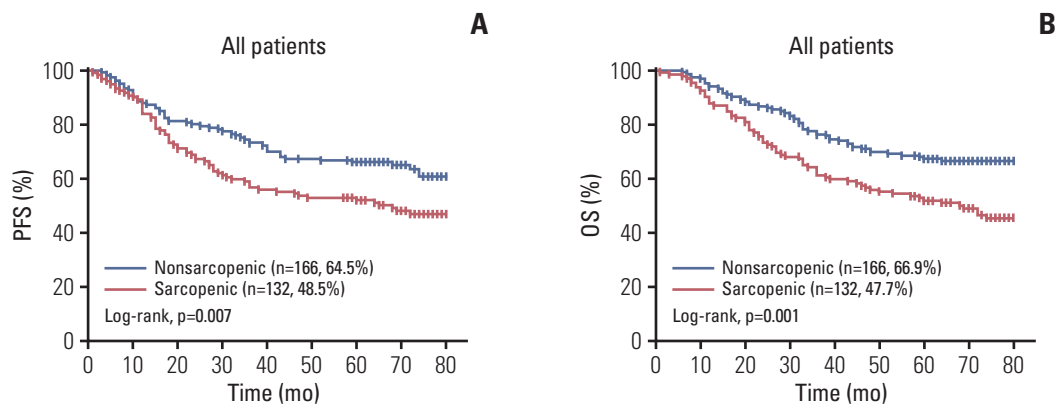 A
All patients
100
80
60
40
20
0
PFS (%)
Nonsarcopenic (n=166, 64.5%)
Sarcopenic (n=132, 48.5%)
Log-rank, p=0.007
0 10 20 30 40 50 60 70 80
Time (mo)
B
All patients
100
80
60
40
20
0
OS (%)
Nonsarcopenic (n=166, 66.9%)
Sarcopenic (n=132, 47.7%)
Log-rank, p=0.001
0 10 20 30 40 50 60 70 80
Time (mo)